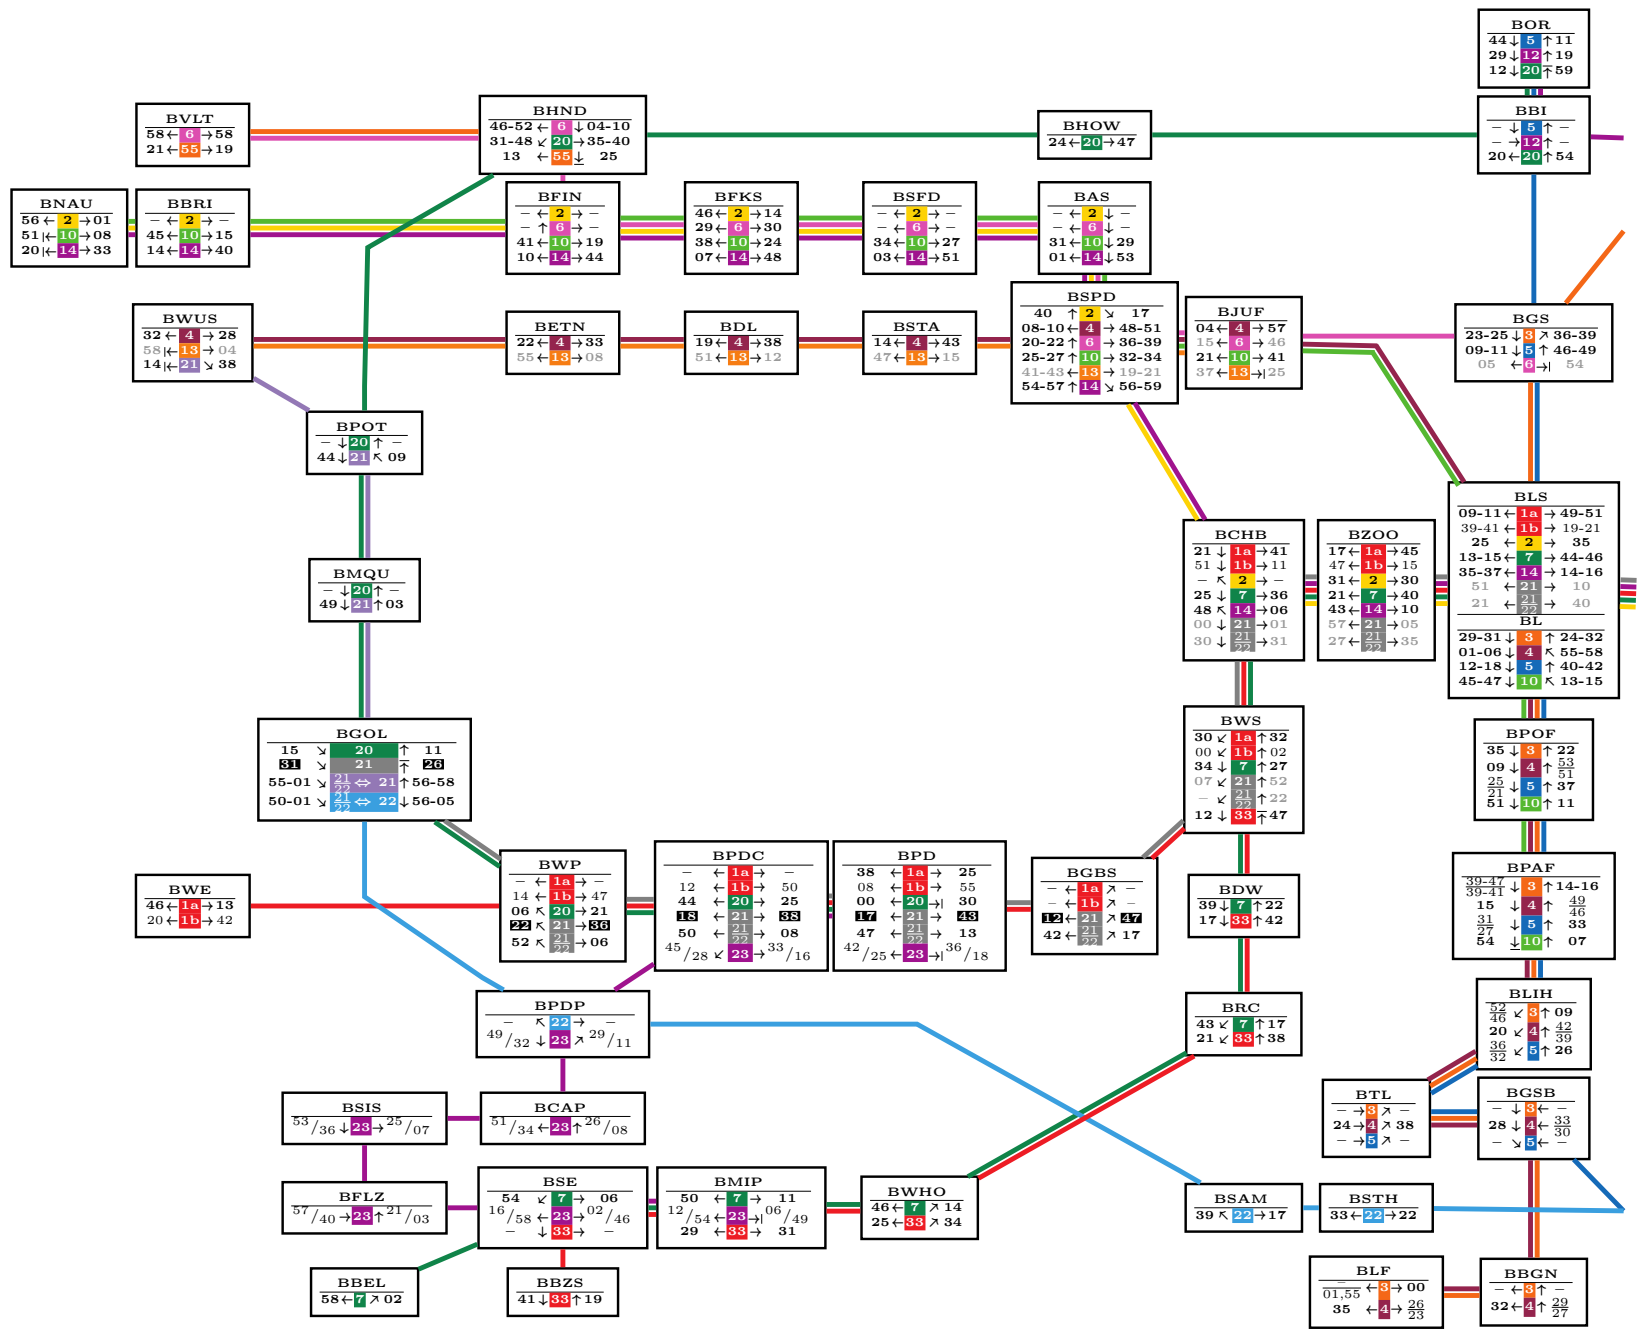 BOR
44↓ 5 ↑11
29↓ 12 ↑19
12↓ 20 ↑59
BVLT
58← 6 →58
21← 55 →19
BHND
46-52 ← 6 ↓ 04-10
31-48 ↙ 20 → 35-40
13 ← 55 ↓ 25
BHOW
24← 20 →47
BBI
– ↓ 5 ↑ –
– → 12 ↑ –
20← 20 ↑54
BNAU
56← 2 →01
51|← 10 →08
20|← 14 →33
BBRI
– ← 2 → –
45← 10 →15
14← 14 →40
BFIN
– ← 2 → –
– ↑ 6 → –
41← 10 →19
10← 14 →44
BFKS
46← 2 →14
29← 6 →30
38← 10 →24
07← 14 →48
BSFD
– ← 2 → –
– ← 6 → –
34← 10 →27
03← 14 →51
BAS
– ← 2 ↓ –
– ← 6 ↓ –
31← 10 ↓29
01← 14 ↓53
BWUS
32 ← 4 → 28
58|← 13 → 04
14|← 21 ↘ 38
BETN
22← 4 →33
55← 13 →08
BDL
19← 4 →38
51← 13 →12
BSTA
14← 4 →43
47← 13 →15
BSPD
40 ↑ 2 ↘ 17
08-10← 4 →48-51
20-22↑ 6 →36-39
25-27↑ 10 →32-34
41-43← 13 →19-21
54-57↑ 14 ↘56-59
BJUF
04← 4 →57
15← 6 →46
21← 10 →41
37← 13 →|25
BGS
23-25↓ 3 ↗36-39
09-11↓ 5 ↑46-49
05 ← 6 →| 54
BPOT
– ↓ 20 ↑ –
44↓ 21 ↖ 09
BMQU
– ↓ 20 ↑ –
49↓ 21 ↑03
BCHB
21 ↓ 1a →41
51 ↓ 1b →11
– ↖ 2 → –
25 ↓ 7 →36
48 ↖ 14 →06
00 ↓ 21 →01
30 ↓ 21/22 →31
BZOO
17← 1a →45
47← 1b →15
31← 2 →30
21← 7 →40
43← 14 →10
57← 21 →05
27← 21/22 →35
BLS
09-11← 1a → 49-51
39-41← 1b → 19-21
25 ← 2 → 35
13-15← 7 → 44-46
35-37← 14 → 14-16
51 ← 21 → 10
21 ← 21/22 → 40
BL
29-31↓ 3 ↑ 24-32
01-06↓ 4 ↖ 55-58
12-18↓ 5 ↑ 40-42
45-47↓ 10 ↖ 13-15
BGOL
15 ↘ 20 ↑ 11
31 ↘ 21 ↑ 26
55-01 ↘ 21/22 ⇔ 21 ↑56-58
50-01 ↘ 21/22 ⇔ 22 ↓56-05
BWS
30 ↙ 1a ↑32
00 ↙ 1b ↑02
34 ↓ 7 ↑27
07 ↙ 21 ↑52
– ↙ 21/22 ↑22
12 ↓ 33 ↑47
BPOF
35 ↓ 3 ↑ 22
09 ↓ 4 ↑ 53/51
25/21 ↓ 5 ↑ 37
51 ↓ 10 ↑ 11
BWE
46← 1a →13
20← 1b →42
BWP
– ← 1a → –
14 ← 1b →47
06 ↖ 20 →21
22 ↖ 21 →36
52 ↖ 21/22 →06
BPDC
– ← 1a → –
12 ← 1b → 50
44 ← 20 → 25
18 ← 21 → 38
50 ← 21/22 → 08
45/28 ↙ 23 → 33/16
BPD
38 ← 1a → 25
08 ← 1b → 55
00 ← 20 →| 30
17 ← 21 → 43
47 ← 21/22 → 13
42/25 ← 23 →| 36/18
BGBS
– ← 1a ↗ –
– ← 1b ↗ –
12← 21 ↗ 47
42← 21/22 ↗ 17
BDW
39↓ 7 ↑22
17↓ 33 ↑42
BPAF
39-47/39-41 ↓ 3 ↑14-16
15 ↓ 4 ↑ 49/46
31/27 ↓ 5 ↑ 33
54 ↓ 10 ↑ 07
BPDP
– ↖ 22 → –
49/32 ↓ 23 ↗ 29/11
BRC
43 ↙ 7 ↑17
21 ↙ 33 ↑38
BLIH
52/46 ↙ 3 ↑ 09
20 ↙ 4 ↑ 42/39
36/32 ↙ 5 ↑ 26
BSIS
53/36 ↓ 23 → 25/07
BCAP
51/34 ← 23 ↑ 26/08
BTL
– → 3 ↗ –
24→ 4 ↗ 38
– → 5 ↗ –
BGSB
– ↓ 3 ← –
28 ↓ 4 ← 33/30
– ↘ 5 ← –
BFLZ
57/40 → 23 ↑ 21/03
BSE
54 ↙ 7 → 06
16/58 ← 23 → 02/46
– ↓ 33 → –
BMIP
50 ← 7 → 11
12/54 ← 23 →| 06/49
29 ← 33 → 31
BWHO
46← 7 ↗ 14
25← 33 ↗ 34
BSAM
39 ↖ 22 →17
BSTH
33← 22 →22
BBEL
58← 7 ↗ 02
BBZS
41↓ 33 ↑19
BLF
–/01,55 ← 3 → 00
35 ← 4 → 26/23
BBGN
– ← 3 ↑ –
32← 4 ↑ 29/27